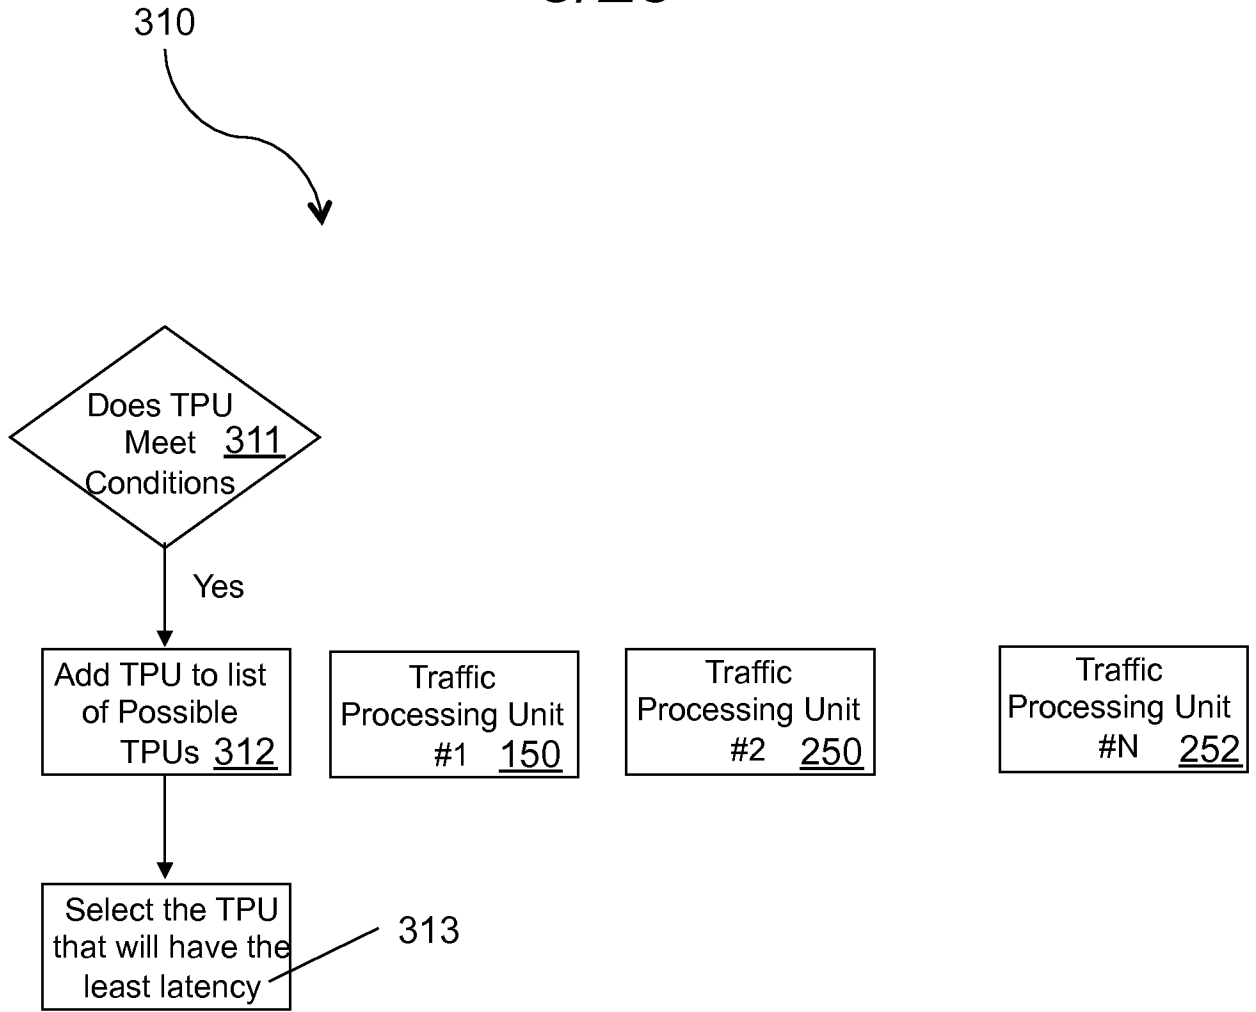 310
Does TPU
Meet 311
Conditions
Yes
Add TPU to list
of Possible
TPUs 312
Traffic
Processing Unit
#1 150
Traffic
Processing Unit
#2 250
Traffic
Processing Unit
#N 252
Select the TPU
that will have the
least latency
313